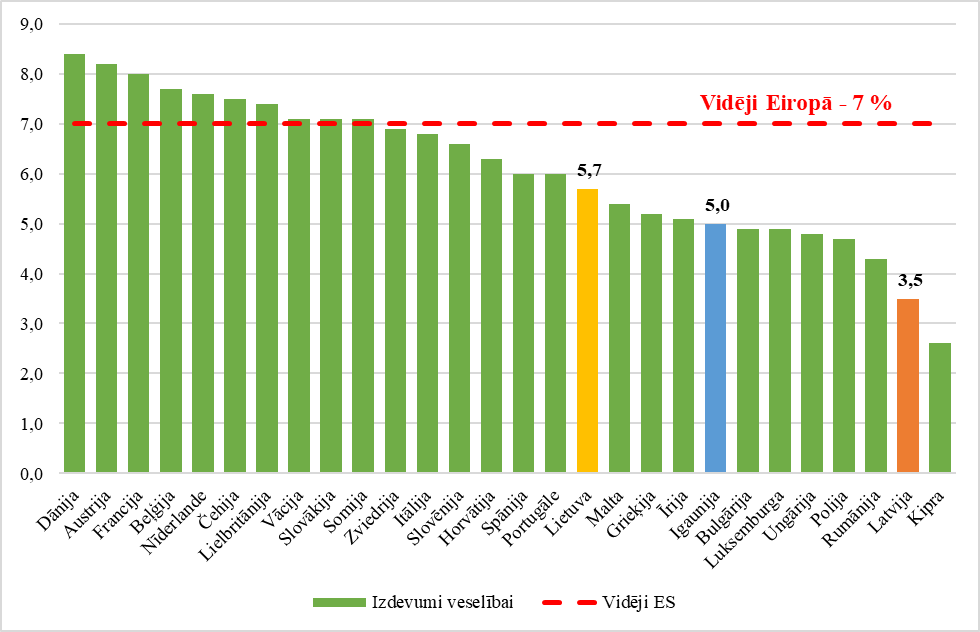 9,0
8,0
7,0
6,0
5,0
4,0
3,0
2,0
1,0
0,0
Vidēji Eiropā - 7 %
5,7
5,0
3,5
Dānija
Austrija
Francija
Beļģija
Nīderlande
Čehija
Lielbritānija
Vācija
Slovākija
Somija
Zviedrija
Itālija
Slovēnija
Horvātija
Spānija
Portugāle
Lietuva
Malta
Grieķija
Īrija
Igaunija
Bulgārija
Luksemburga
Ungārija
Polija
Rumānija
Latvija
Kipra
Izdevumi veselībai
Vidēji ES